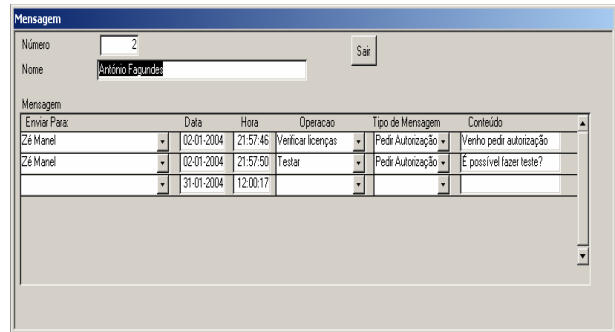 Mensagem
Número 2 Sair
Nome António Fagundes
Mensagem
Enviar Para: Data Hora Operacao Tipo de Mensagem Conteúdo
Zé Manel 02-01-2004 21:57:46 Verificar licenças Pedir Autorização Venho pedir autorização
Zé Manel 02-01-2004 21:57:50 Testar Pedir Autorização É possível fazer teste?
31-01-2004 12:00:17